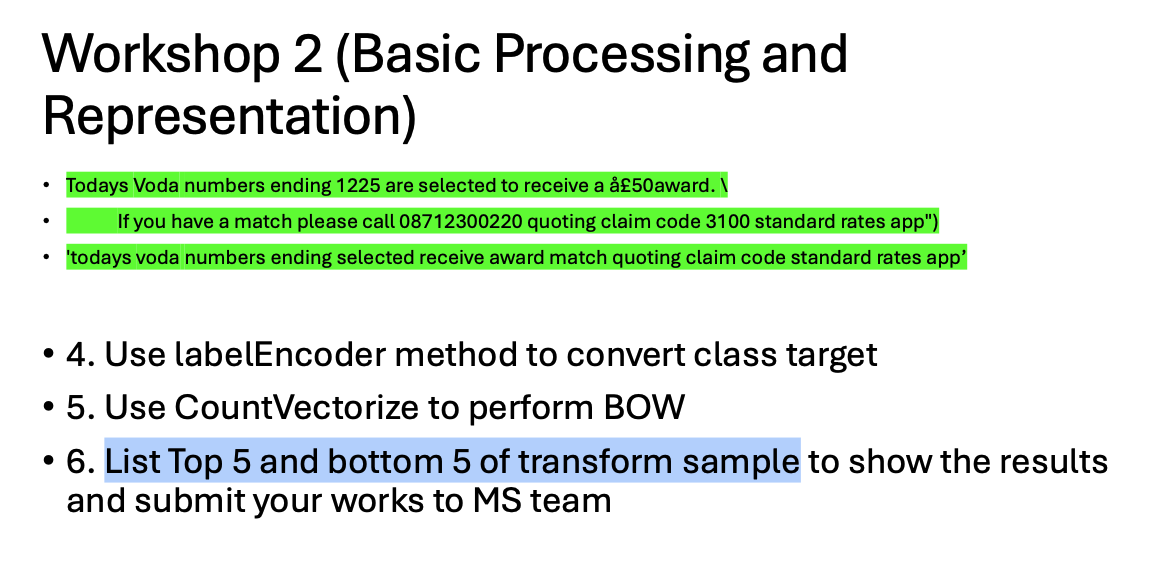 Workshop 2 (Basic Processing and
Representation)
• Todays Voda numbers ending 1225 are selected to receive a å£50award. \
• If you have a match please call 08712300220 quoting claim code 3100 standard rates app")
• 'todays voda numbers ending selected receive award match quoting claim code standard rates app’
• 4. Use labelEncoder method to convert class target
• 5. Use CountVectorize to perform BOW
• 6. List Top 5 and bottom 5 of transform sample to show the results
and submit your works to MS team